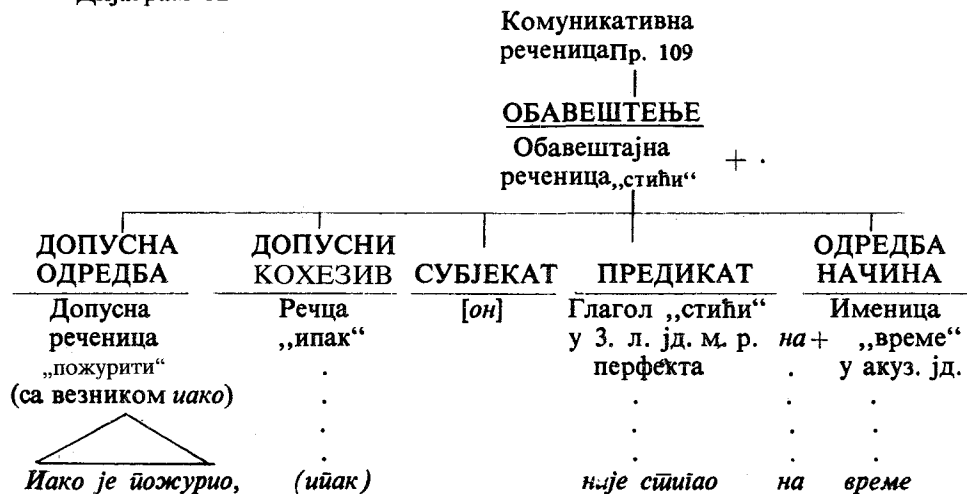 Комуникативна
реченицаПр. 109
ОБАВЕШТЕЊЕ
Обавештајна + .
реченица„стићи“
ДОПУСНА ДОПУСНИ ОДРЕДБА
ОДРЕДБА КОХЕЗИВ СУБЈЕКАТ ПРЕДИКАТ НАЧИНА
Допусна Речца [он] Глагол „стићи“ Именица
реченица „ипак“ у 3. л. јд. м. р. на+ „време“
„пожурити“ . перфекта . у акуз. јд.
(са везником иако) . . . .
. . . .
. . . .
Иако је пожурио, (ипак) није стигао на време